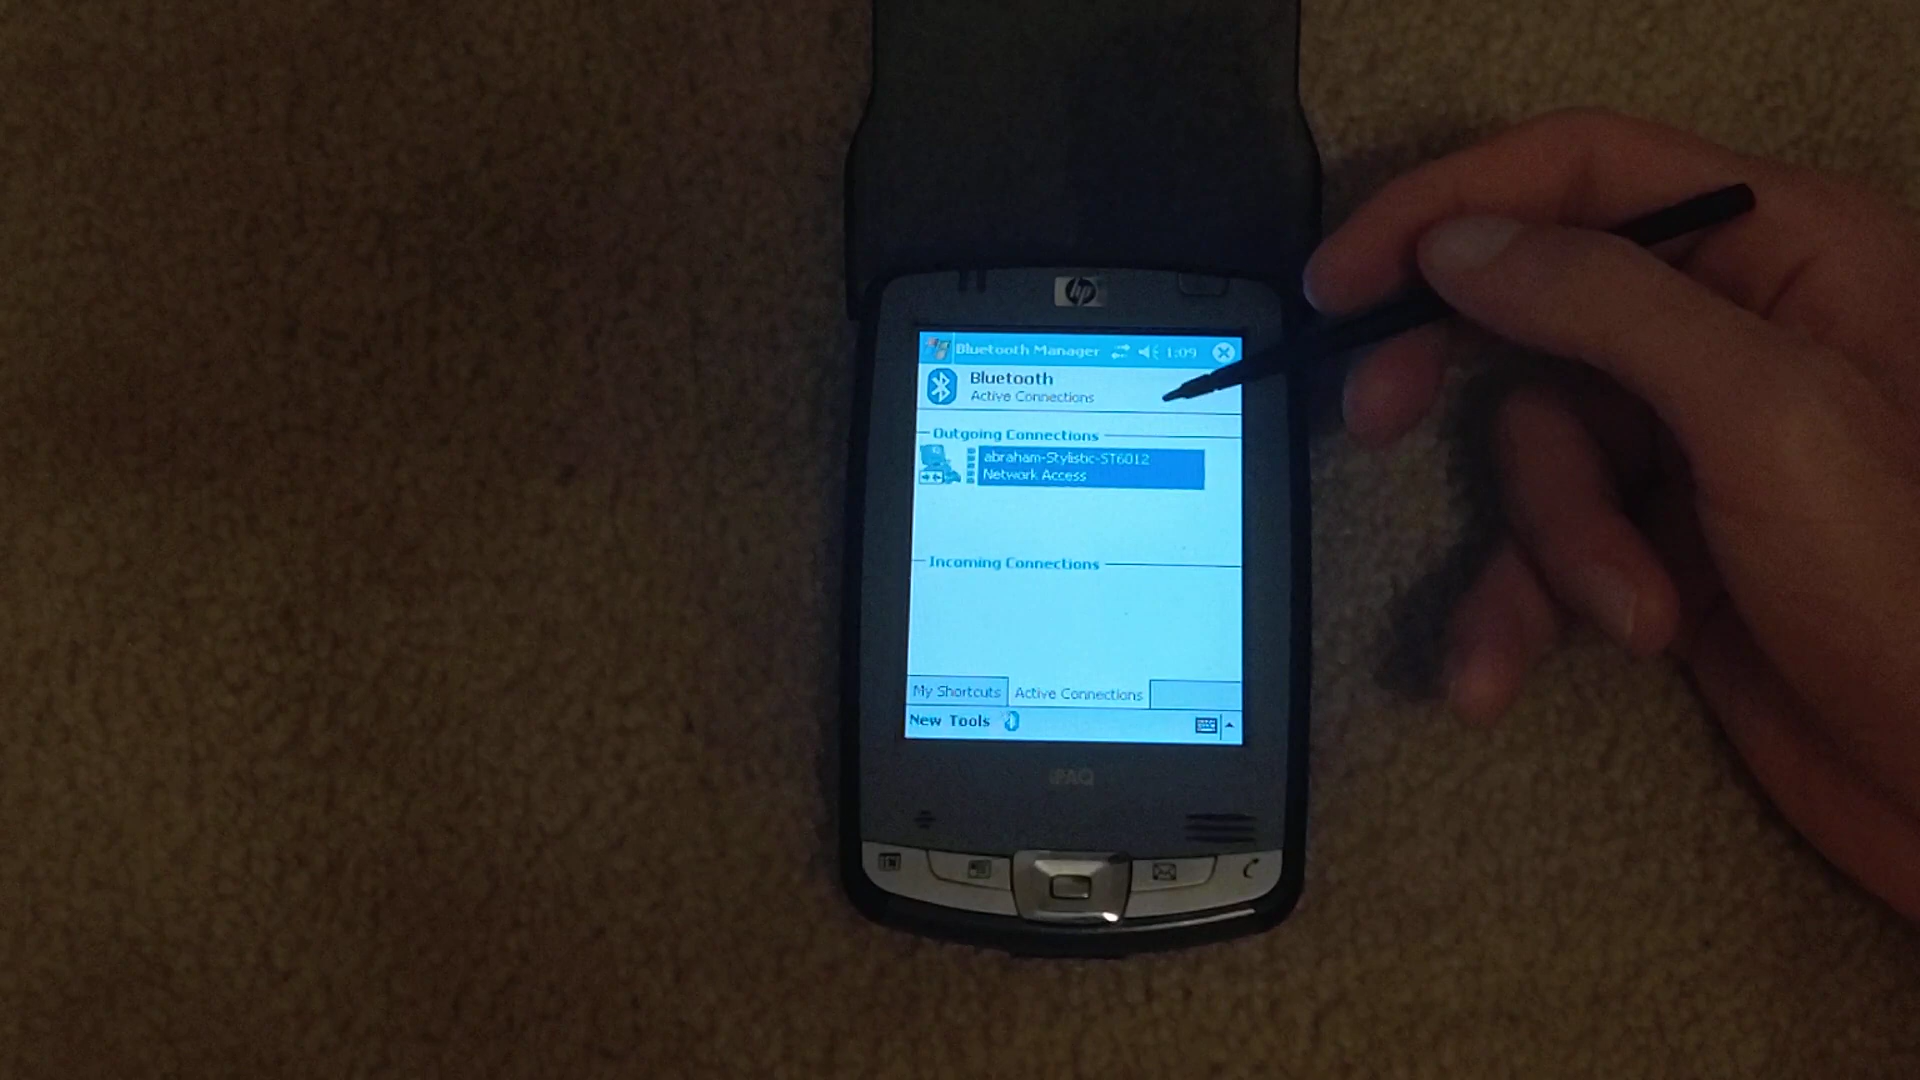 hp
Bluetooth Manager 1:09
Bluetooth
Active Connections
Outgoing Connections
abraham-Stylistic-ST6012
Network Access
Incoming Connections
My Shortcuts Active Connections
New Tools
iPAQ